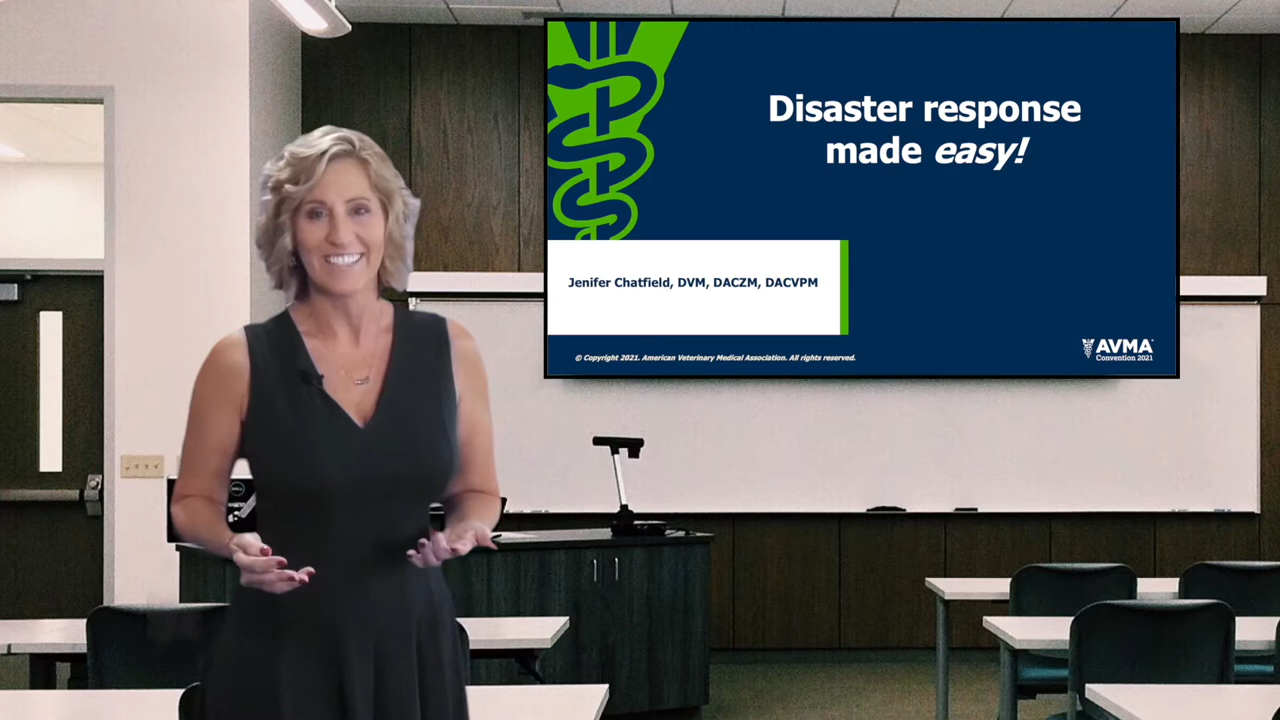 Disaster response
made easy!
Jenifer Chatfield, DVM, DACZM, DACVPM
© Copyright 2021. American Veterinary Medical Association. All rights reserved.
AVMA
Convention 2021
DELL